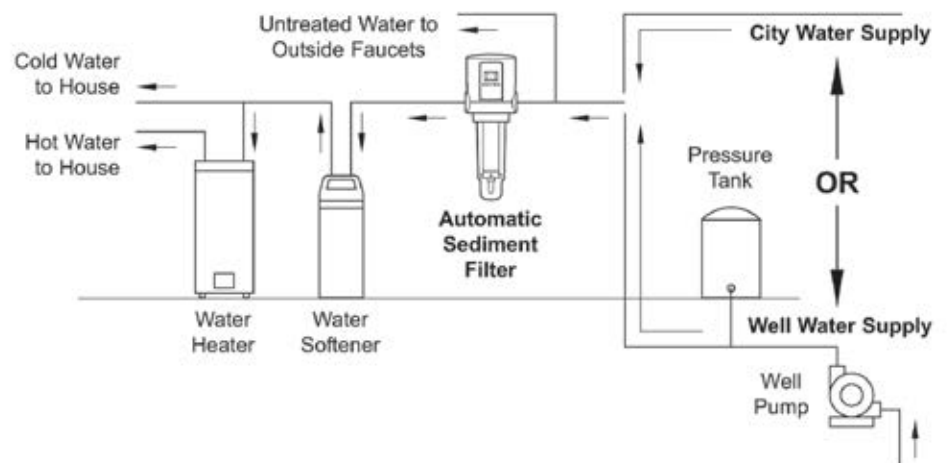 Untreated Water to
Outside Faucets
City Water Supply
Cold Water
to House
Hot Water
to House
Pressure
Tank
OR
Automatic
Sediment
Filter
Water
Heater
Water
Softener
Well Water Supply
Well
Pump